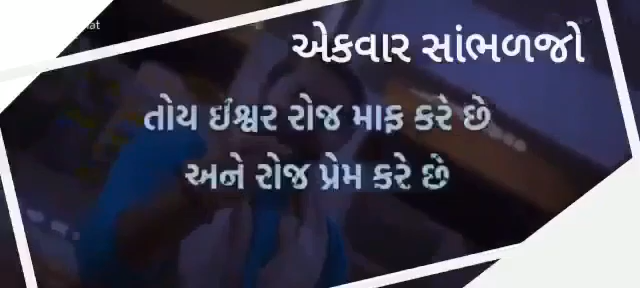 એકવાર સાંભળજો
તોય ઈશ્વર રોજ માફ કરે છે
અને રોજ પ્રેમ કરે છે